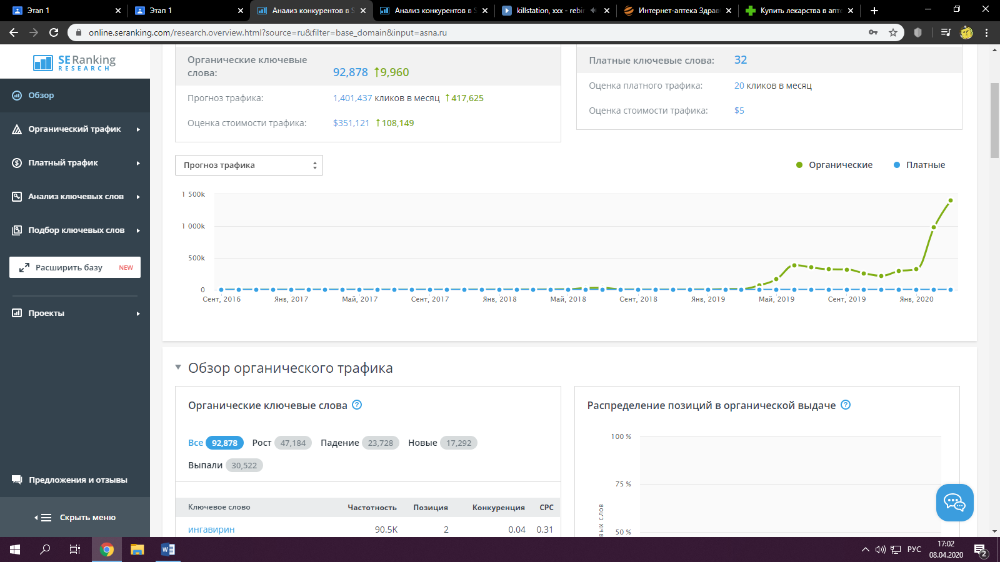 Этап 1
Этап 1
Анализ конкурентов в S
Анализ конкурентов в S
killstation, xxx - rebir
Интернет-аптека Здрав
Купить лекарства в апте
online.seranking.com/research.overview.html?source=ru&filter=base_domain&input=asna.ru
SE Ranking
RESEARCH
Обзор
Органический трафик
Платный трафик
Анализ ключевых слов
Подбор ключевых слов
Расширить базу NEW
Проекты
Предложения и отзывы
Скрыть меню
Органические ключевые
слова: 92,878 ↑9,960
Прогноз трафика: 1,401,437 кликов в месяц ↑417,625
Оценка стоимости трафика: $351,121 ↑108,149
Платные ключевые слова: 32
Оценка платного трафика: 20 кликов в месяц
Оценка стоимости трафика: $5
Прогноз трафика
Органические Платные
1 500k
1 000k
500k
0
Сент, 2016 Янв, 2017 Май, 2017 Сент, 2017 Янв, 2018 Май, 2018 Сент, 2018 Янв, 2019 Май, 2019 Сент, 2019 Янв, 2020
Обзор органического трафика
Органические ключевые слова ?
Все 92,878 Рост 47,184 Падение 23,728 Новые 17,292
Выпали 30,522
Ключевое слово Частотность Позиция Конкуренция CPC
ингавирин 90.5K 2 0.04 0.31
Распределение позиций в органической выдаче ?
100 %
75 %
50 %
вых слов
W
РУС
17:02
08.04.2020
2